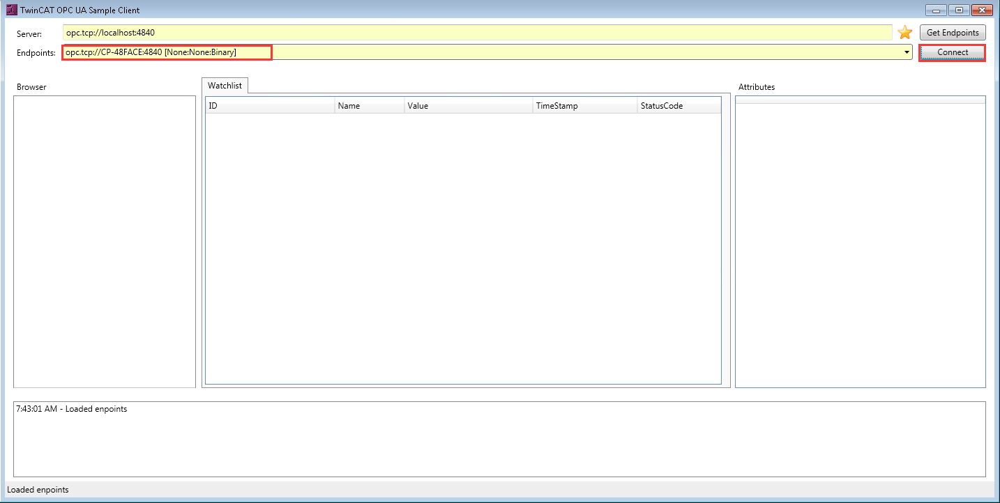 TwinCAT OPC UA Sample Client
Server: opc.tcp://localhost:4840 Get Endpoints
Endpoints: opc.tcp://CP-48FACE:4840 [None:None:Binary] Connect
Browser Watchlist Attributes
ID Name Value TimeStamp StatusCode
7:43:01 AM - Loaded enpoints
Loaded enpoints